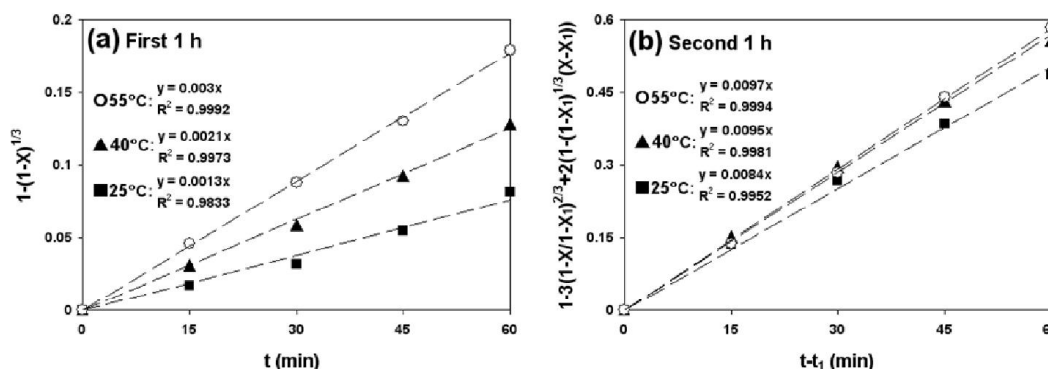 (a) First 1 h
1-(1-X)^1/3
0.2
0.15
0.1
0.05
0
55°C: y = 0.003x
R² = 0.9992
40°C: y = 0.0021x
R² = 0.9973
25°C: y = 0.0013x
R² = 0.9833
0 15 30 45 60
t (min)
(b) Second 1 h
1-3(1-X/1-X₁)^2/3+2(1-(1-X₁)^1/3(X-X₁))
0.6
0.45
0.3
0.15
0
55°C: y = 0.0097x
R² = 0.9994
40°C: y = 0.0095x
R² = 0.9981
25°C: y = 0.0084x
R² = 0.9952
0 15 30 45
t-t₁ (min)